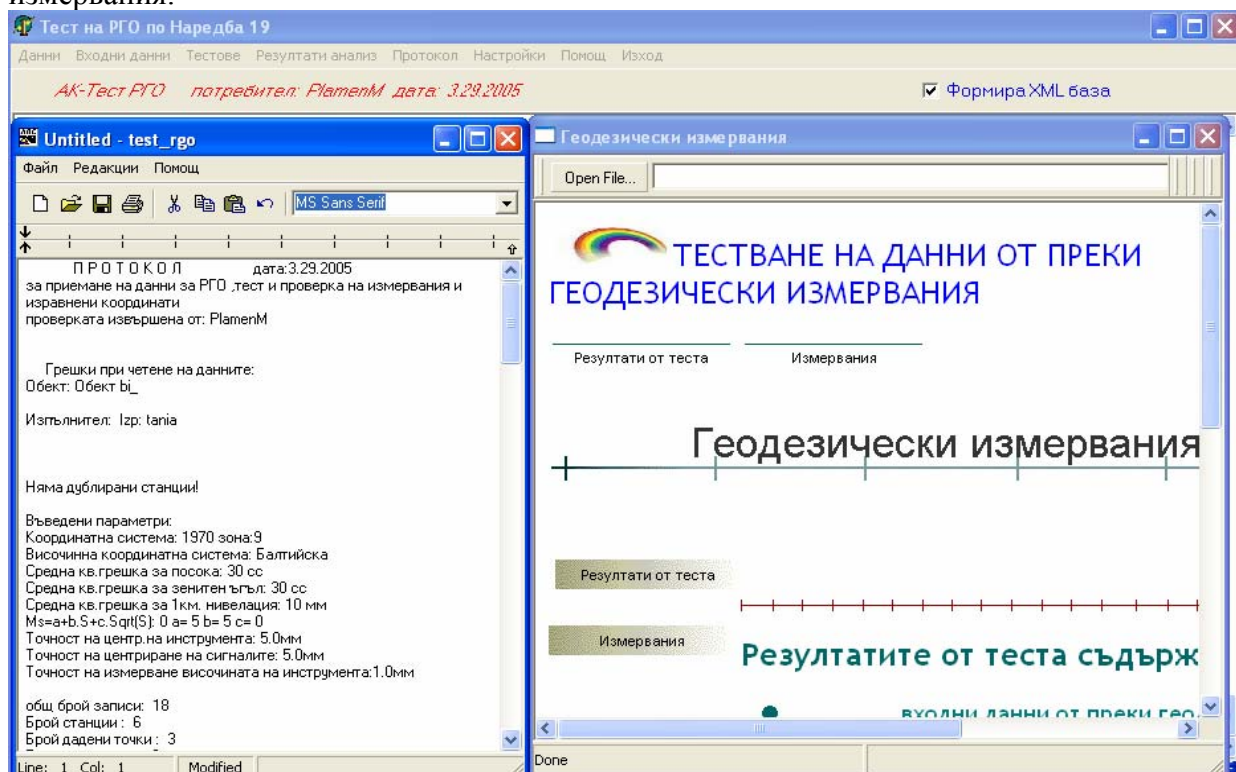 измервания.
Тест на РГО по Наредба 19
Данни Входни данни Тестове Резултати анализ Протокол Настройки Помощ Изход
АК-Тест РГО потребител: PlamenM дата: 3.29.2005
Формира XML база
Untitled - test_rgo
Файл Редакции Помощ
MS Sans Serif
П Р О Т О К О Л дата:3.29.2005
за приемане на данни за РГО ,тест и проверка на измервания и
изравнени координати
проверката извършена от: PlamenM
Грешки при четене на данните:
Обект: Обект bi_
Изпълнител: Izp: tania
Няма дублирани станции!
Въведени параметри:
Координатна система: 1970 зона:9
Височинна координатна система: Балтийска
Средна кв.грешка за посока: 30 cc
Средна кв.грешка за зенитен ъгъл: 30 cc
Средна кв.грешка за 1км. нивелация: 10 мм
Ms=a+b.S+c.Sqrt(S): 0 a= 5 b= 5 c= 0
Точност на центр.на инструмента: 5.0мм
Точност на центриране на сигналите: 5.0мм
Точност на измерване височината на инструмента:1.0мм
общ брой записи: 18
Брой станции : 6
Брой дадени точки : 3
Line: 1 Col: 1 Modified
Геодезически измервания
Open File...
ТЕСТВАНЕ НА ДАННИ ОТ ПРЕКИ
ГЕОДЕЗИЧЕСКИ ИЗМЕРВАНИЯ
Резултати от теста Измервания
Геодезически измервания
Резултати от теста
Измервания
Резултатите от теста съдърж
входни данни от преки гео
Done